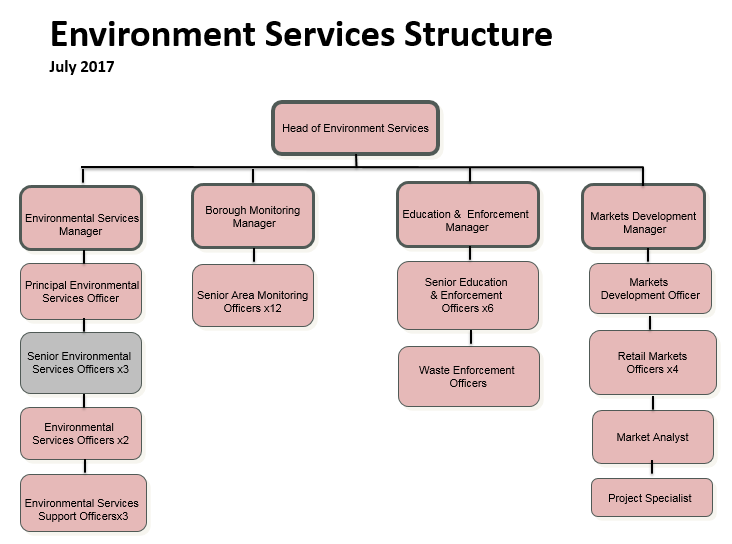 Environment Services Structure
July 2017
Head of Environment Services
Environmental Services
Manager
Principal Environmental
Services Officer
Senior Environmental
Services Officers x3
Environmental
Services Officers x2
Environmental Services
Support Officersx3
Borough Monitoring
Manager
Senior Area Monitoring
Officers x12
Education & Enforcement
Manager
Senior Education
& Enforcement
Officers x6
Waste Enforcement
Officers
Markets Development
Manager
Markets
Development Officer
Retail Markets
Officers x4
Market Analyst
Project Specialist